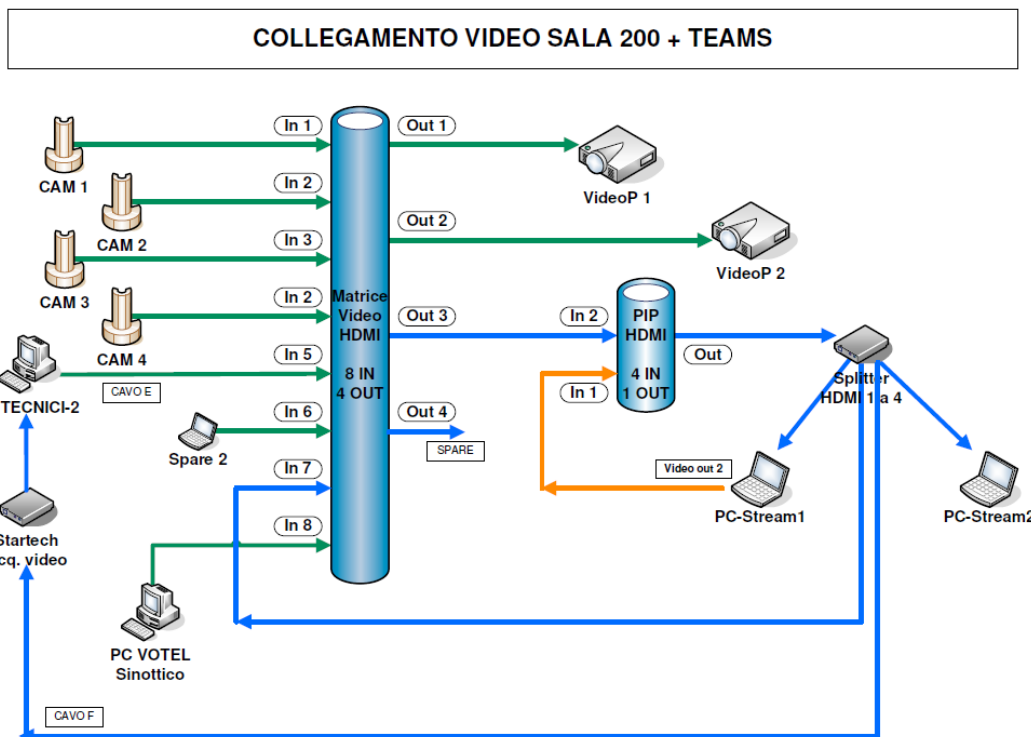 COLLEGAMENTO VIDEO SALA 200 + TEAMS
In 1
Out 1
CAM 1
VideoP 1
In 2
CAM 2
Out 2
In 3
VideoP 2
CAM 3
In 2
Matrice
Video
HDMI
8 IN
4 OUT
Out 3
In 2
PIP
HDMI
4 IN
1 OUT
Out
CAM 4
In 5
CAVO E
TECNICI-2
In 1
Splitter
HDMI 1 a 4
In 6
Out 4
SPARE
Spare 2
In 7
Video out 2
PC-Stream1
PC-Stream2
In 8
Startech
cq. video
PC VOTEL
Sinottico
CAVO F